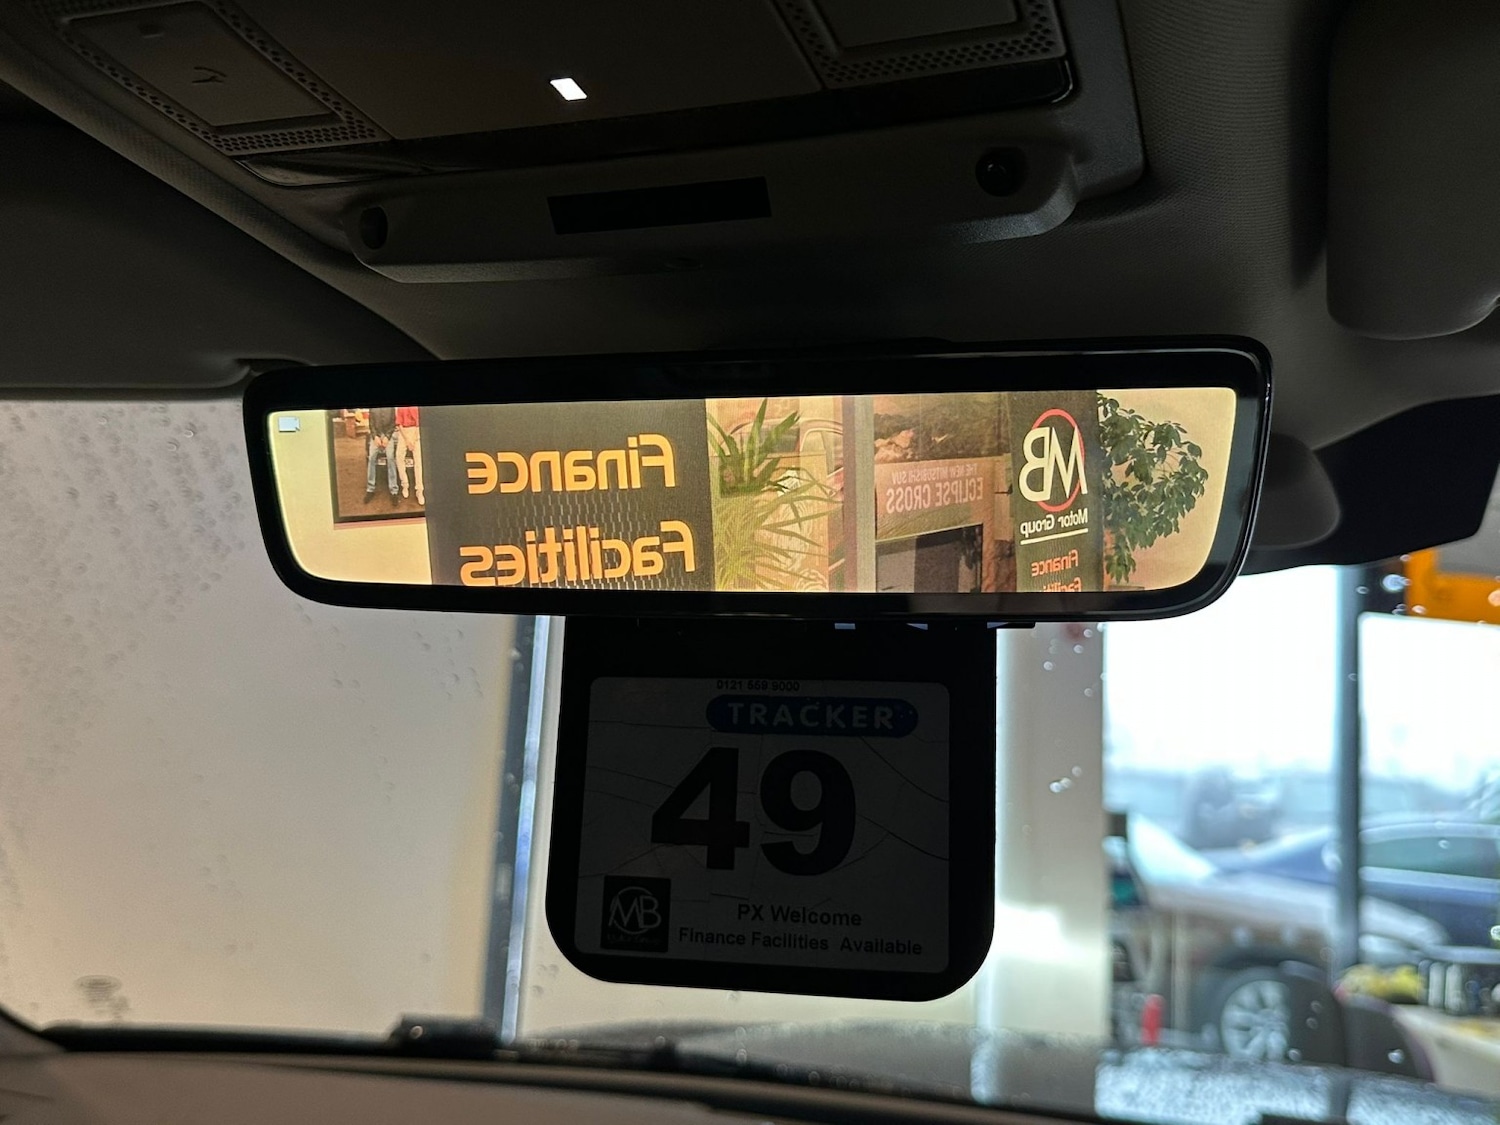 Finance
Facilities
THE NEW MITSUBISHI SUV
ECLIPSE CROSS
MB
Motor Group
Finance
0121 559 9000
TRACKER
49
MB
PX Welcome
Finance Facilities Available